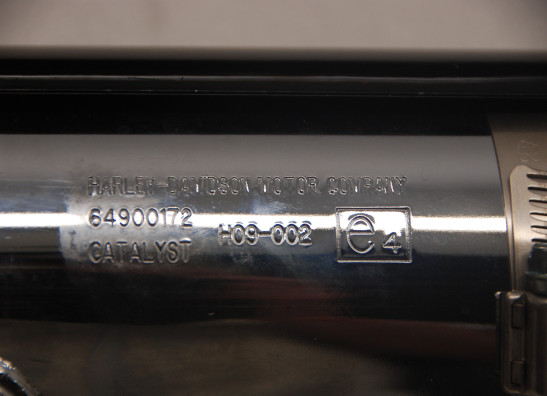 HARLEY-DAVIDSON MOTOR COMPANY
64900172 H09-002 e4
CATALYST